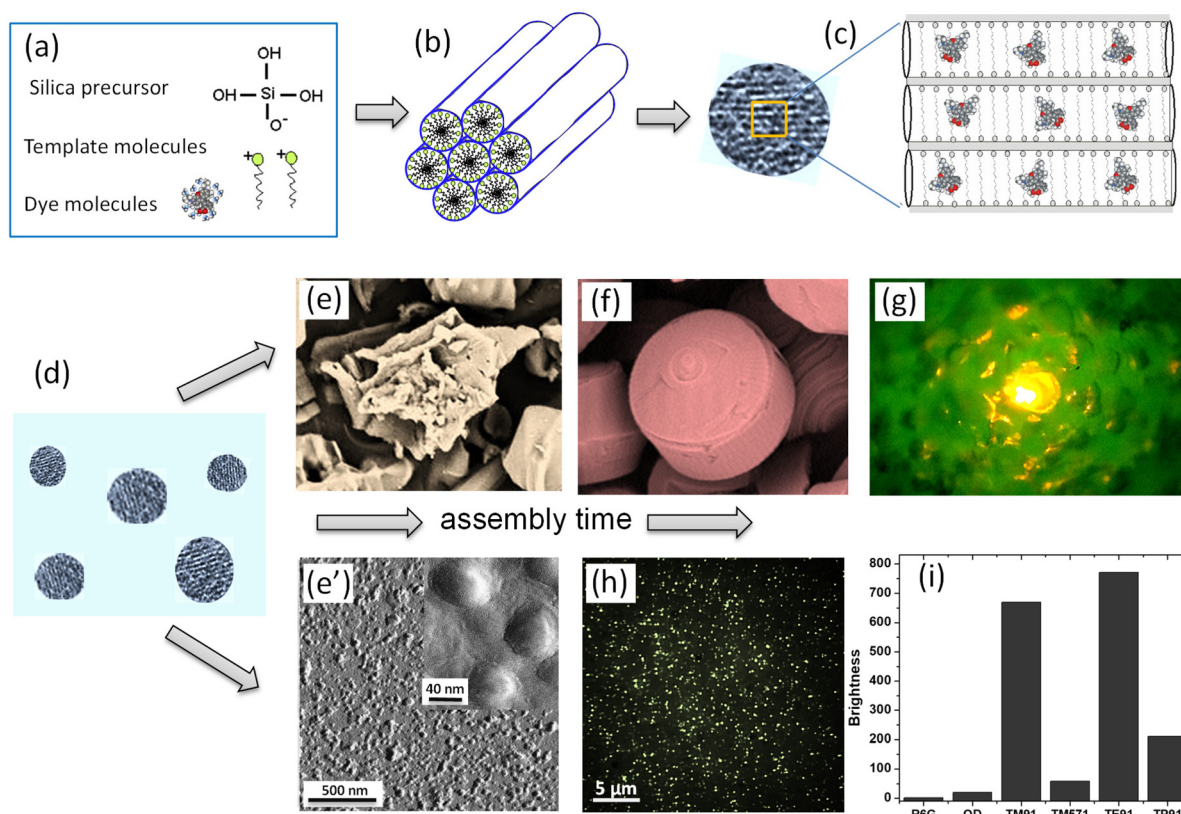 (a)
Silica precursor
OH
OH
Si
OH
O-
Template molecules
+ +
Dye molecules
(b)
(c)
(d)
(e)
(f)
(g)
assembly time
(e’)
40 nm
500 nm
(h)
5 µm
(i)
Brightness
800
700
600
500
400
300
200
100
0
TM91
TM571
TE91